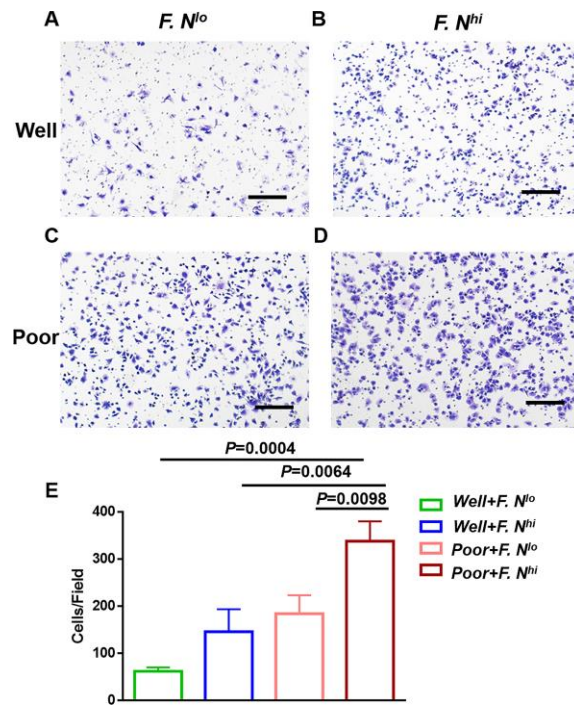 A F. Nlo B F. Nhi
Well
C D
Poor
P=0.0004
P=0.0064
E P=0.0098
400
300
200
100
0
Cells/Field
Well+F. Nlo
Well+F. Nhi
Poor+F. Nlo
Poor+F. Nhi